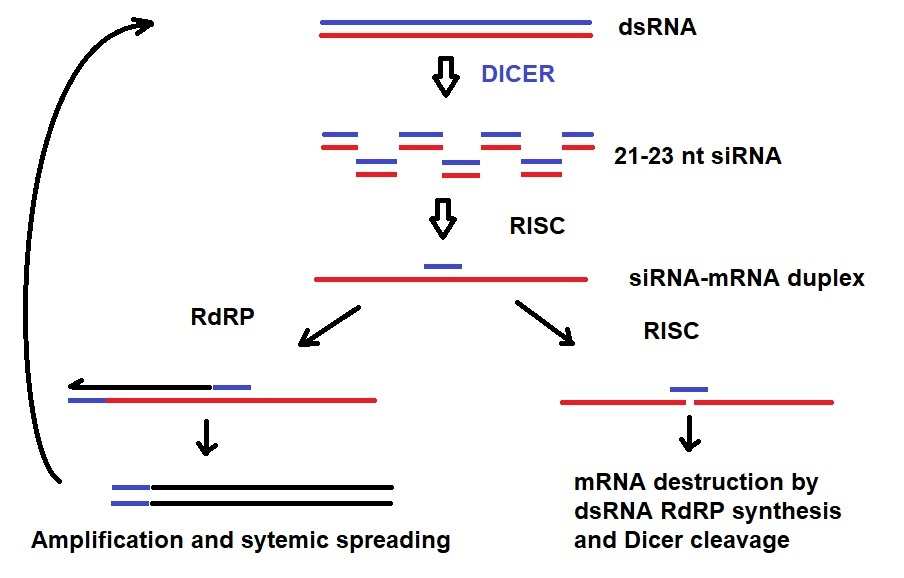 dsRNA
DICER
21-23 nt siRNA
RISC
siRNA-mRNA duplex
RdRP
RISC
mRNA destruction by
dsRNA RdRP synthesis
and Dicer cleavage
Amplification and sytemic spreading